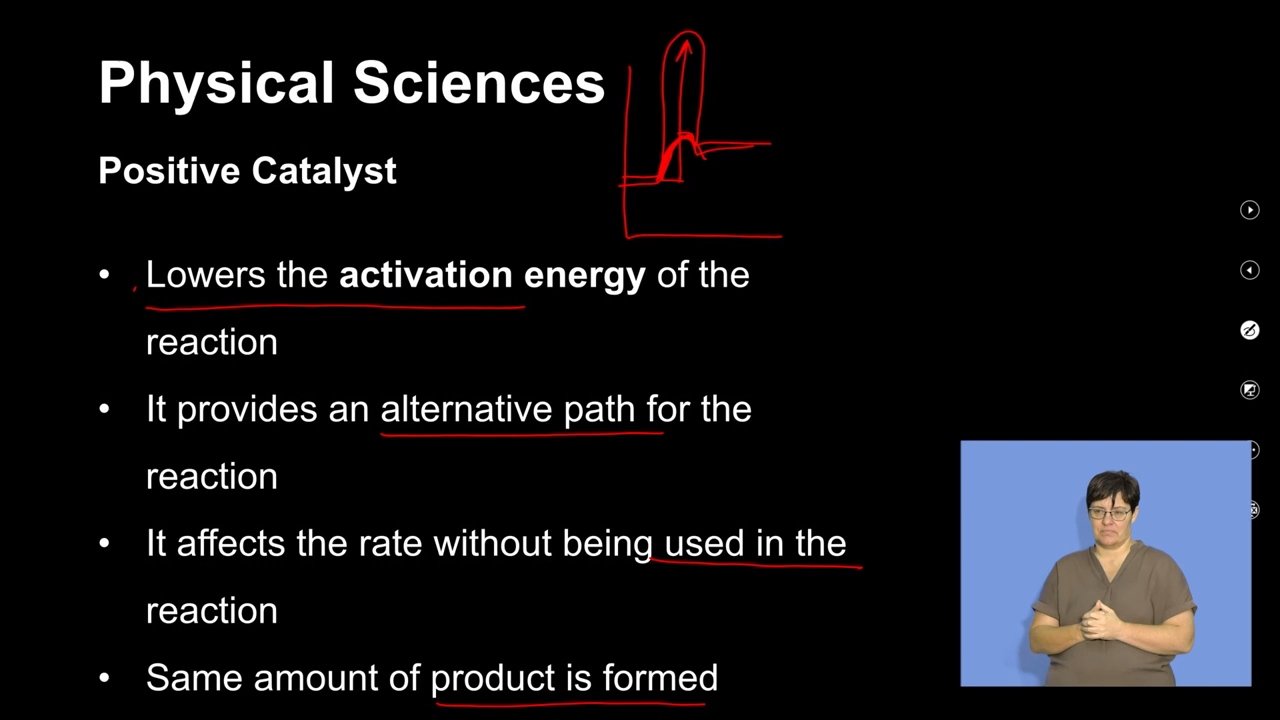 Physical Sciences
Positive Catalyst
• Lowers the activation energy of the
reaction
• It provides an alternative path for the
reaction
• It affects the rate without being used in the
reaction
• Same amount of product is formed